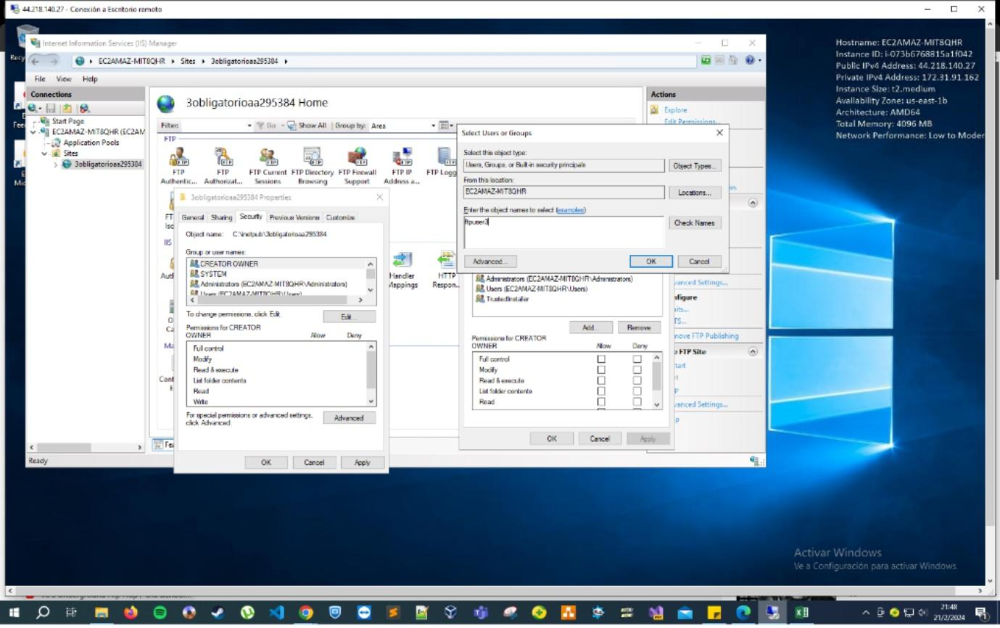 44.218.140.27 - Conexión a Escritorio remoto
Hostname: EC2AMAZ-MIT8QHR
Instance ID: i-073b6768815a1f042
Public IPv4 Address: 44.218.140.27
Private IPv4 Address: 172.31.91.162
Instance Size: t2.medium
Availability Zone: us-east-1b
Architecture: AMD64
Total Memory: 4096 MB
Network Performance: Low to Moder
Internet Information Services (IIS) Manager
EC2AMAZ-MIT8QHR
Sites
3obligatorioaa295384
File View Help
Connections
Start Page
EC2AMAZ-MIT8QHR (EC2AM
Application Pools
Sites
3obligatorioaa295384
Ready
3obligatorioaa295384 Home
Filter: Go Show All Group by: Area
FTP
FTP Authentic...
FTP Authorizat...
FTP Current Sessions
FTP Directory Browsing
FTP Firewall Support
FTP IP Address a...
FTP Logg
FT
Iso
IIS
Aut
Handler Mappings
HTTP Respon...
Ma
Conf
E
Fea
Actions
Explore
Edit Permissions...
vanced Settings...
nfigure
its...
TS...
move FTP Publishing
e FTP Site
tart
vanced Settings...
3obligatorioaa295384 Properties
General Sharing Security Previous Versions Customize
Object name: C:\inetpub\3obligatorioaa295384
Group or user names:
CREATOR OWNER
SYSTEM
Administrators (EC2AMAZ-MIT8QHR\Administrators)
Users (EC2AMAZ-MIT8QHR\Users)
To change permissions, click Edit.
Edit...
Permissions for CREATOR
OWNER Allow Deny
Full control
Modify
Read & execute
List folder contents
Read
Write
For special permissions or advanced settings,
click Advanced.
Advanced
OK Cancel Apply
Select Users or Groups
Select this object type:
Users, Groups, or Built-in security principals
Object Types...
From this location:
EC2AMAZ-MIT8QHR
Locations...
Enter the object names to select (examples):
ftpuser3
Check Names
Advanced...
OK Cancel
Administrators (EC2AMAZ-MIT8QHR\Administrators)
Users (EC2AMAZ-MIT8QHR\Users)
TrustedInstaller
Add... Remove
Permissions for CREATOR
OWNER Allow Deny
Full control
Modify
Read & execute
List folder contents
Read
OK Cancel Apply
Activar Windows
Ve a Configuración para activar Windows.
21:48
21/2/2024